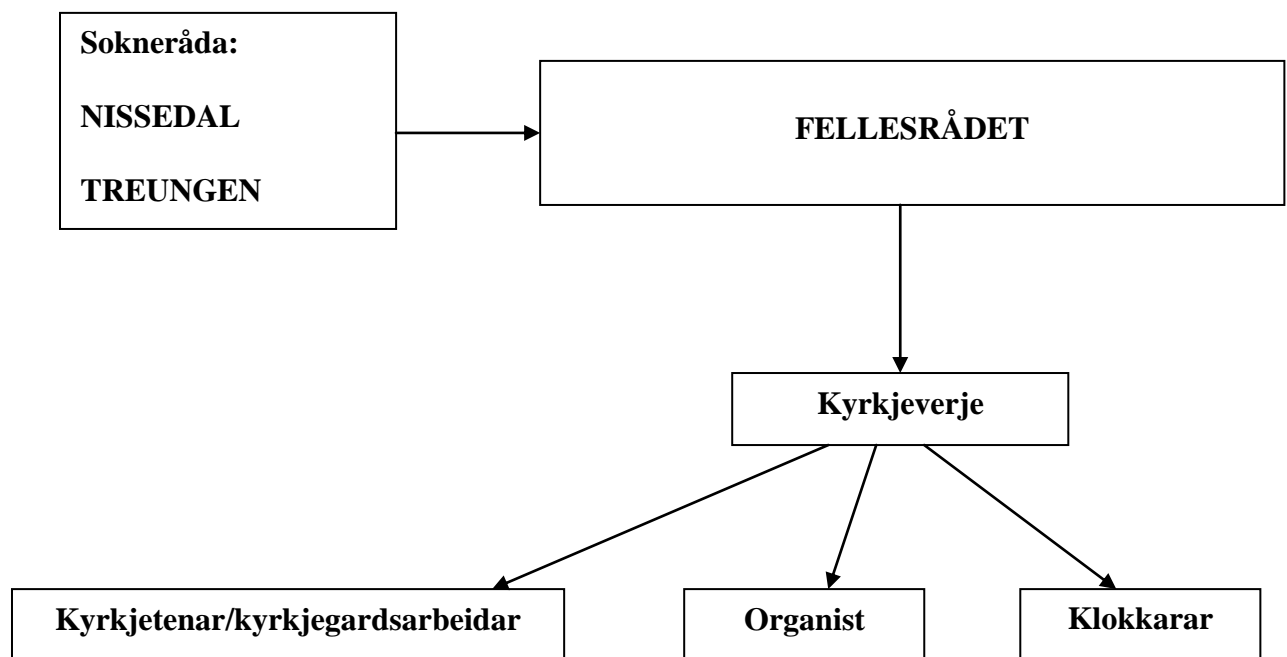 Sokneråda:
NISSEDAL
TREUNGEN
FELLESRÅDET
Kyrkjeverje
Kyrkjetenar/kyrkjegardsarbeidar
Organist
Klokkarar